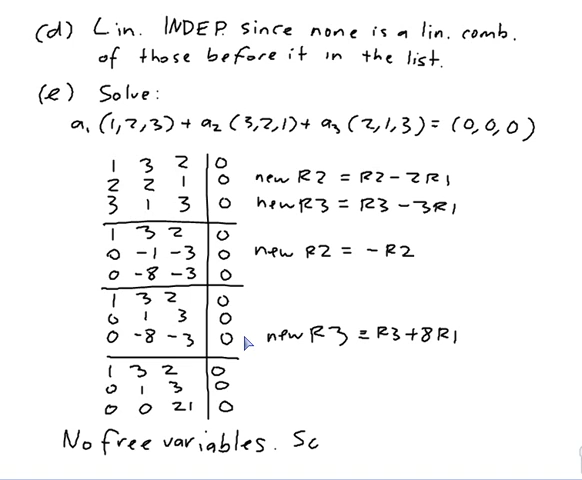 (d) Lin. INDEP. since none is a lin. comb.
of those before it in the list.
(e) Solve:
a₁(1,2,3) + a₂(3,2,1) + a₃(2,1,3) = (0,0,0)
1 3 2 | 0
2 2 1 | 0 new R2 = R2 - 2R1
3 1 3 | 0 new R3 = R3 - 3R1
1 3 2 | 0
0 -1 -3 | 0 new R2 = -R2
0 -8 -3 | 0
1 3 2 | 0
0 1 3 | 0
0 -8 -3 | 0 new R3 = R3+8R1
1 3 2 | 0
0 1 3 | 0
0 0 21 | 0
No free variables. So